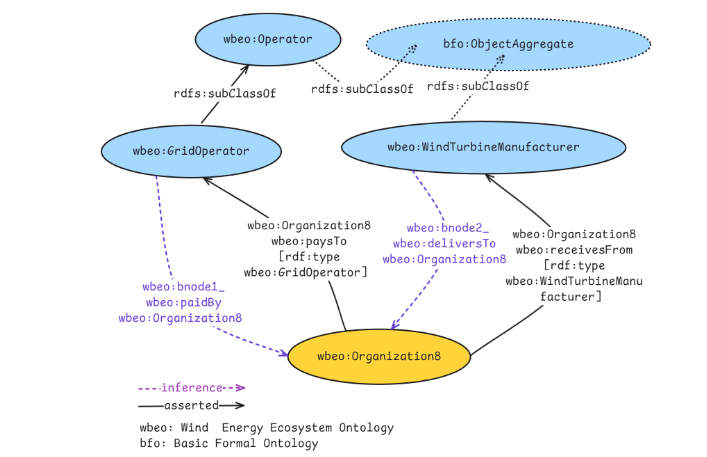 wbeo:Operator
bfo:ObjectAggregate
rdfs:subClassOf
rdfs:subClassOf
rdfs:subClassOf
wbeo:GridOperator
wbeo:WindTurbineManufacturer
wbeo:Organization8
wbeo:paysTo
[rdf:type
wbeo:GridOperator]
wbeo:bnode2_
wbeo:deliversTo
wbeo:Organization8
wbeo:Organization8
wbeo:receivesFrom
[rdf:type
wbeo:WindTurbineManu
facturer]
wbeo:bnode1_
wbeo:paidBy
wbeo:Organization8
wbeo:Organization8
inference
asserted
wbeo: Wind Energy Ecosystem Ontology
bfo: Basic Formal Ontology